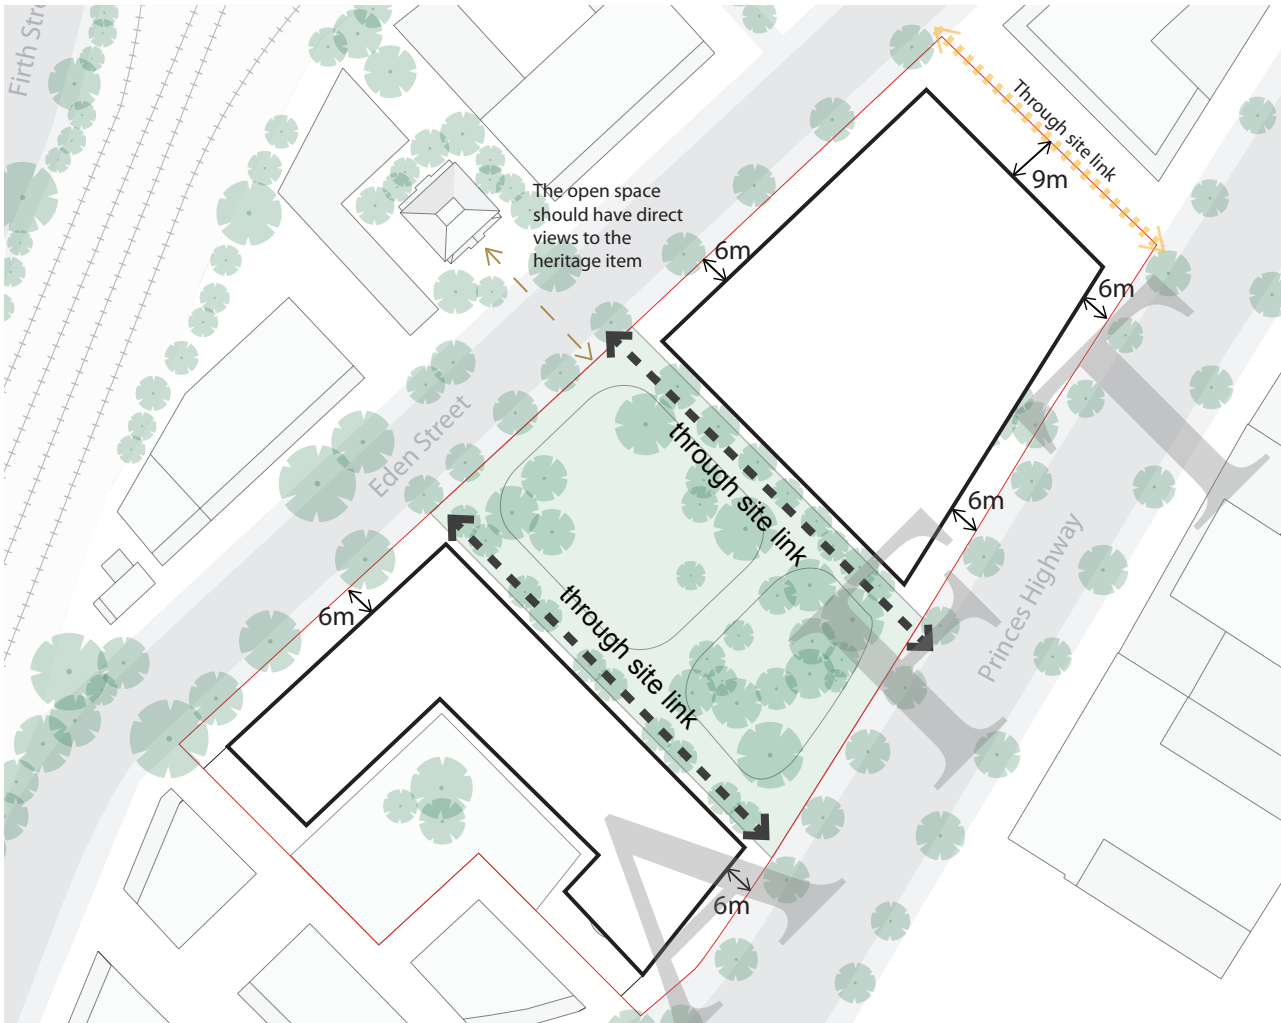 Firth Str
Through site link
9m
The open space
should have direct
views to the
heritage item
6m
6m
through site link
Eden Street
6m
Princes Highway
through site link
6m
6m
A F T